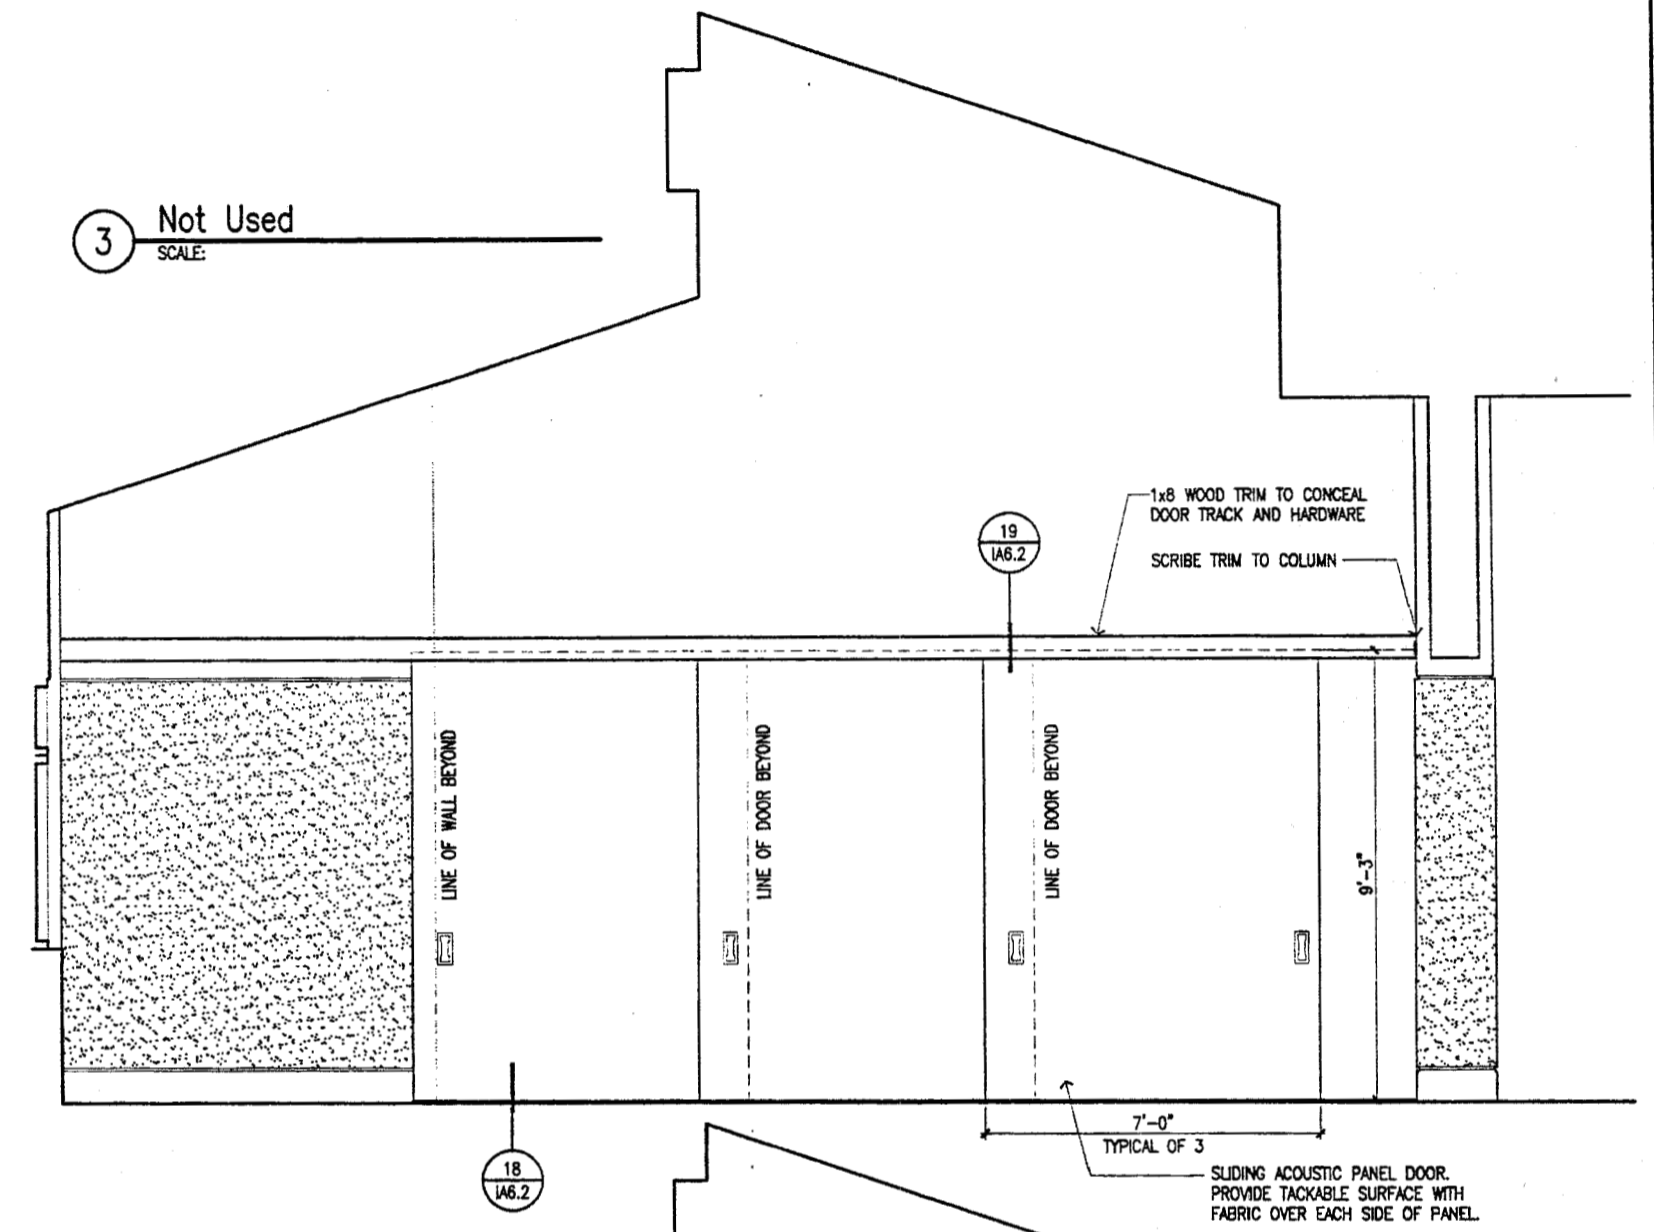 3
Not Used
SCALE:
1x8 WOOD TRIM TO CONCEAL
DOOR TRACK AND HARDWARE
19
IA6.2
SCRIBE TRIM TO COLUMN
LINE OF WALL BEYOND
LINE OF DOOR BEYOND
LINE OF DOOR BEYOND
9'-3"
7'-0"
TYPICAL OF 3
18
IA6.2
SLIDING ACOUSTIC PANEL DOOR.
PROVIDE TACKABLE SURFACE WITH
FABRIC OVER EACH SIDE OF PANEL.